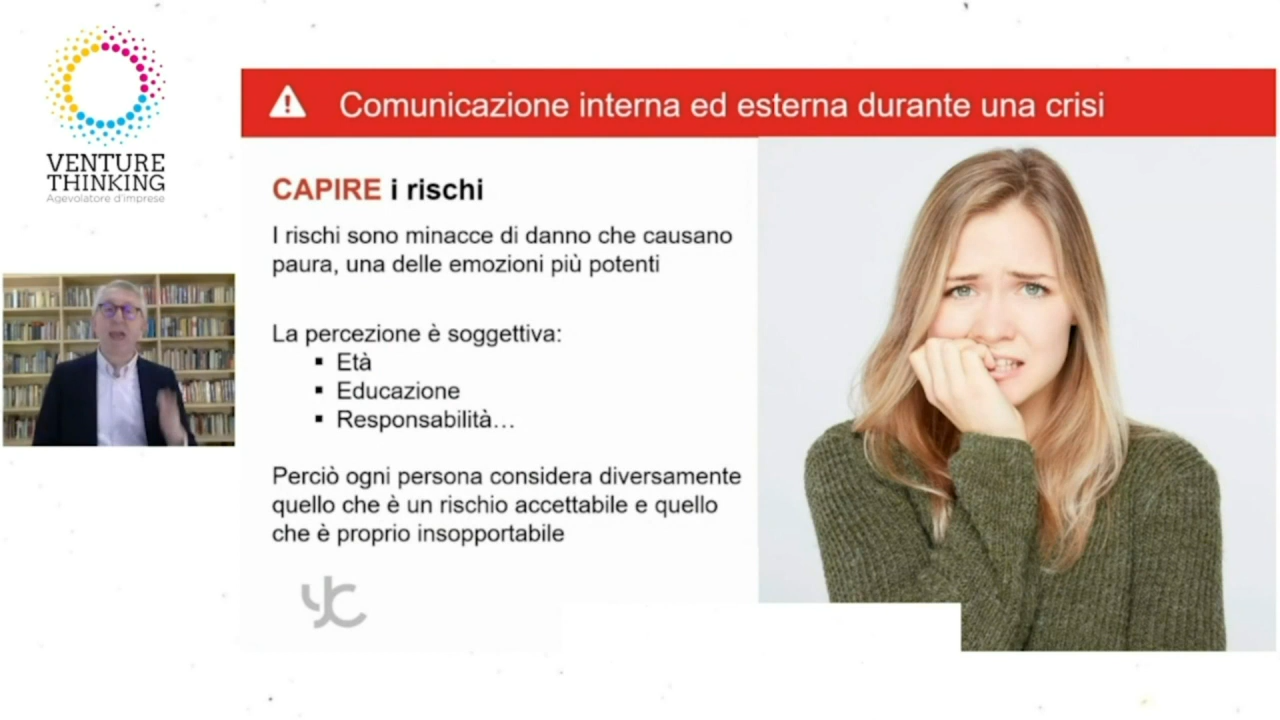 VENTURE
THINKING
Agevolatore d'imprese
Comunicazione interna ed esterna durante una crisi
CAPIRE i rischi
I rischi sono minacce di danno che causano
paura, una delle emozioni più potenti
La percezione è soggettiva:
▪ Età
▪ Educazione
▪ Responsabilità…
Perciò ogni persona considera diversamente
quello che è un rischio accettabile e quello
che è proprio insopportabile